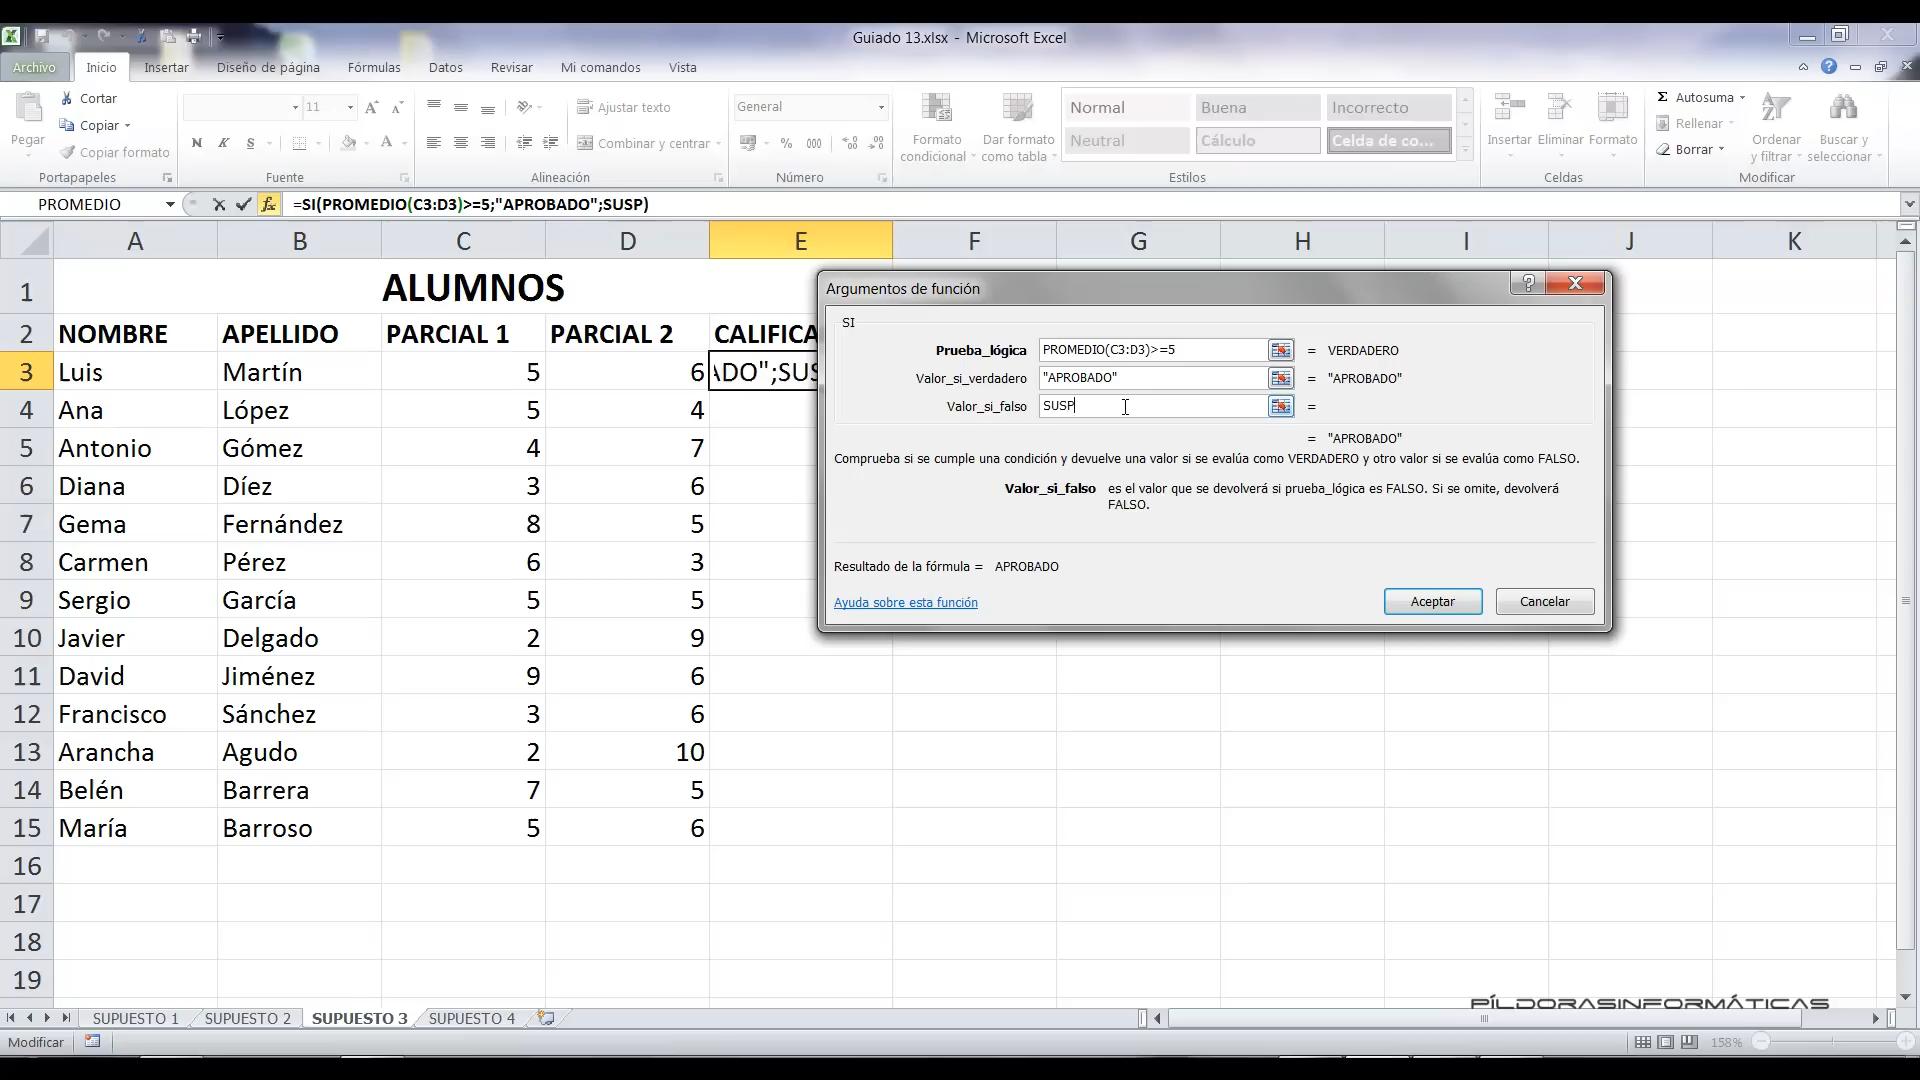 Guiado 13.xlsx - Microsoft Excel
Archivo Inicio Insertar Diseño de página Fórmulas Datos Revisar Mi comandos Vista
Pegar Cortar Copiar Copiar formato
11 Ajustar texto Combinar y centrar
General
Formato condicional Dar formato como tabla
Normal Buena Incorrecto
Neutral Cálculo Celda de co...
Insertar Eliminar Formato
Autosuma Rellenar Borrar
Ordenar y filtrar Buscar y seleccionar
Portapapeles Fuente Alineación Número Estilos Celdas Modificar
PROMEDIO =SI(PROMEDIO(C3:D3)>=5;"APROBADO";SUSP)
A B C D E F G H I J K
1 ALUMNOS
2 NOMBRE APELLIDO PARCIAL 1 PARCIAL 2 CALIFICA
3 Luis Martín 5 6 ADO";SUS
4 Ana López 5 4
5 Antonio Gómez 4 7
6 Diana Díez 3 6
7 Gema Fernández 8 5
8 Carmen Pérez 6 3
9 Sergio García 5 5
10 Javier Delgado 2 9
11 David Jiménez 9 6
12 Francisco Sánchez 3 6
13 Arancha Agudo 2 10
14 Belén Barrera 7 5
15 María Barroso 5 6
16
17
18
19
Argumentos de función
SI
Prueba_lógica PROMEDIO(C3:D3)>=5 = VERDADERO
Valor_si_verdadero "APROBADO" = "APROBADO"
Valor_si_falso SUSP =
= "APROBADO"
Comprueba si se cumple una condición y devuelve una valor si se evalúa como VERDADERO y otro valor si se evalúa como FALSO.
Valor_si_falso es el valor que se devolverá si prueba_lógica es FALSO. Si se omite, devolverá
FALSO.
Resultado de la fórmula = APROBADO
Ayuda sobre esta función Aceptar Cancelar
PÍLDORASINFORMÁTICAS
SUPUESTO 1 SUPUESTO 2 SUPUESTO 3 SUPUESTO 4
Modificar 158%